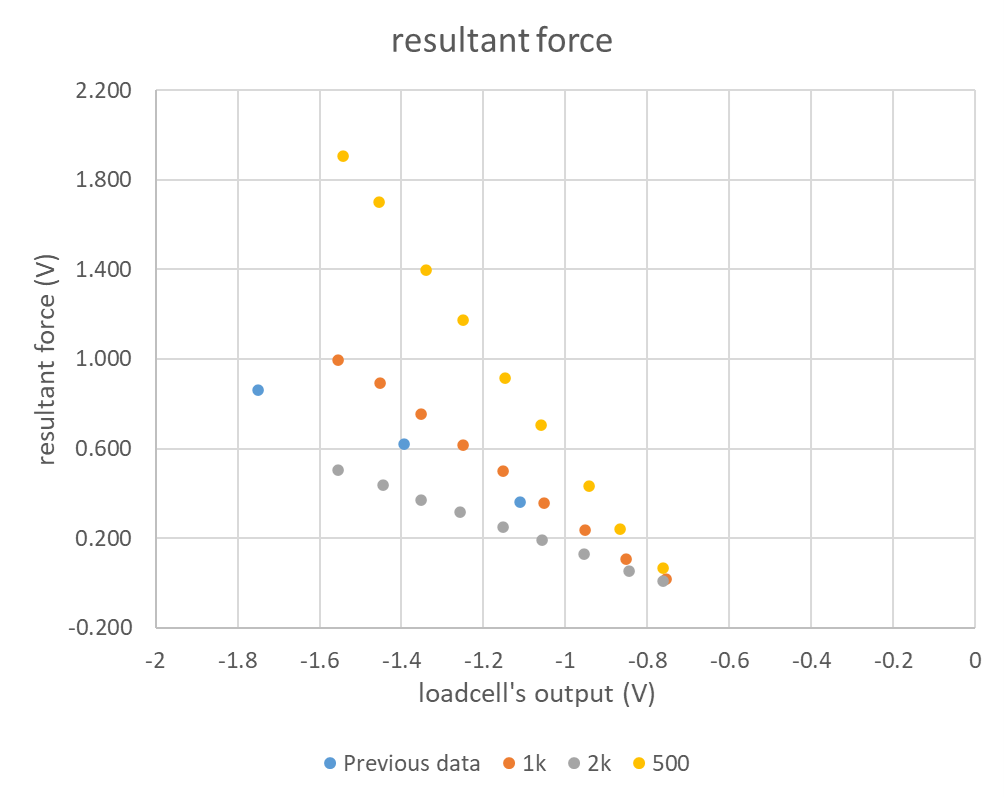 resultant force
2.200
1.800
1.400
1.000
0.600
0.200
-0.200
resultant force (V)
-2 -1.8 -1.6 -1.4 -1.2 -1 -0.8 -0.6 -0.4 -0.2 0
loadcell's output (V)
Previous data 1k 2k 500